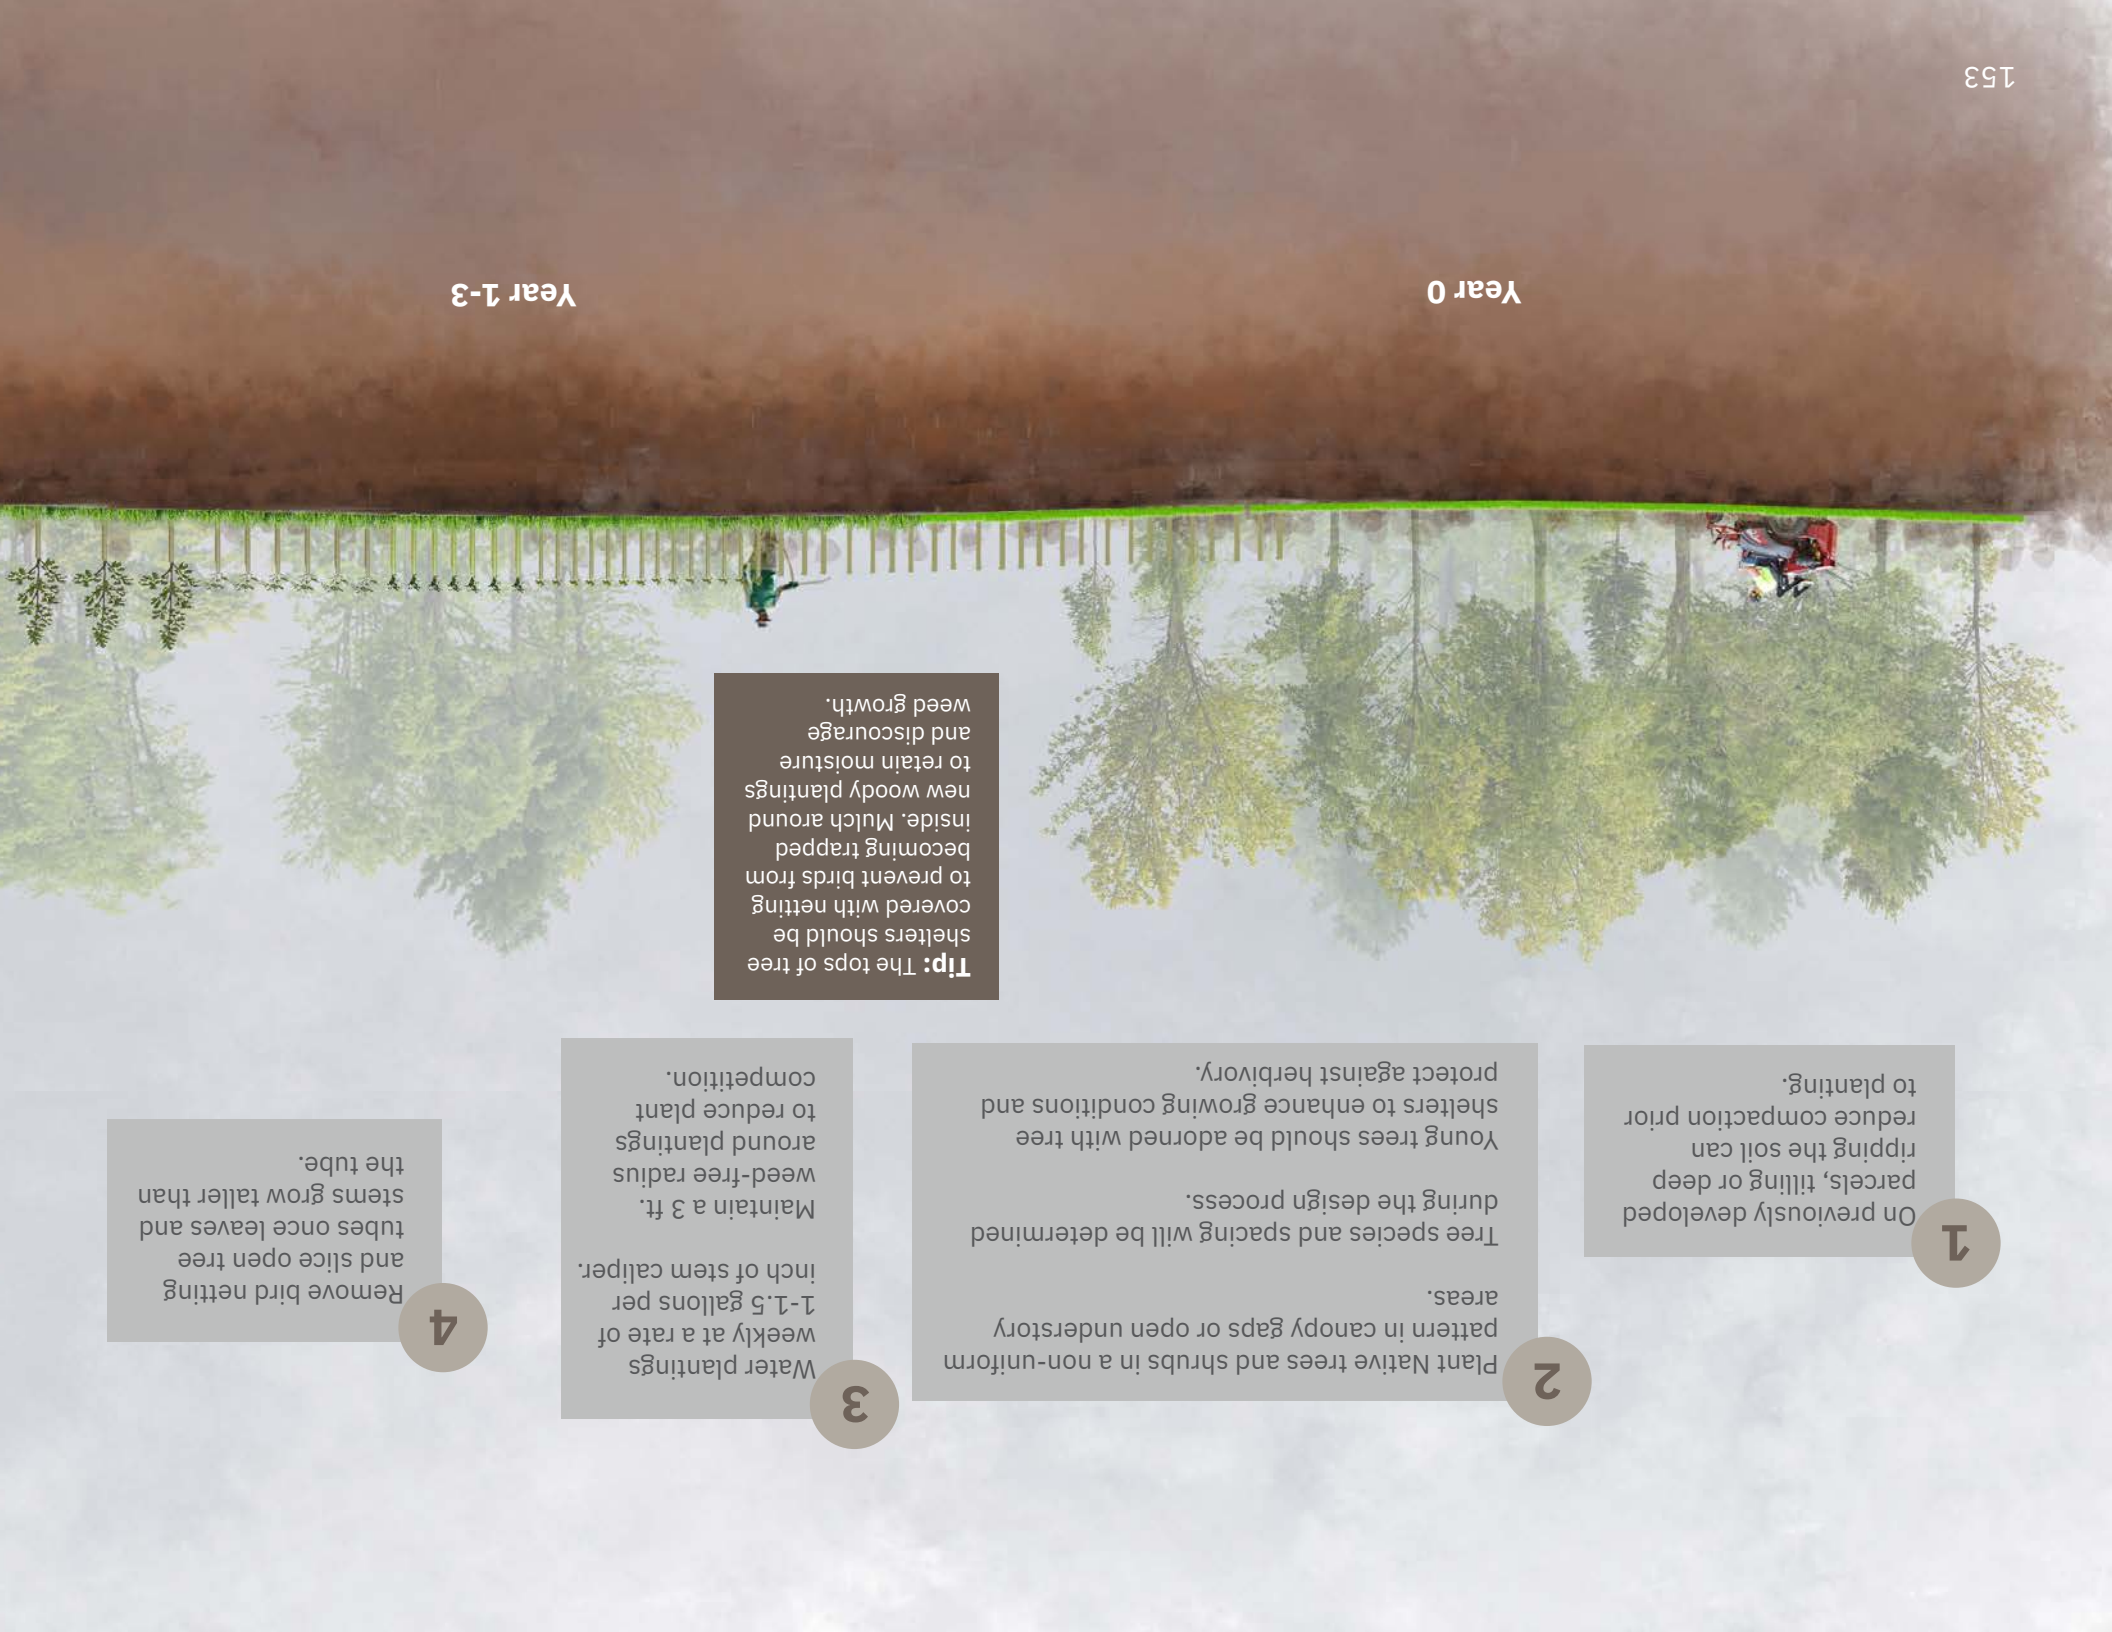 1
On previously developed
parcels, tilling or deep
ripping the soil can
reduce compaction prior
to planting.
2
Plant Native trees and shrubs in a non-uniform
pattern in canopy gaps or open understory
areas.
Tree species and spacing will be determined
during the design process.
Young trees should be adorned with tree
shelters to enhance growing conditions and
protect against herbivory.
3
Water plantings
weekly at a rate of
1-1.5 gallons per
inch of stem caliper.
Maintain a 3 ft.
weed-free radius
around plantings
to reduce plant
competition.
4
Remove bird netting
and slice open tree
tubes once leaves and
stems grow taller than
the tube.
Tip: The tops of tree
shelters should be
covered with netting
to prevent birds from
becoming trapped
inside. Mulch around
new woody plantings
to retain moisture
and discourage
weed growth.
Year 0
Year 1-3
153